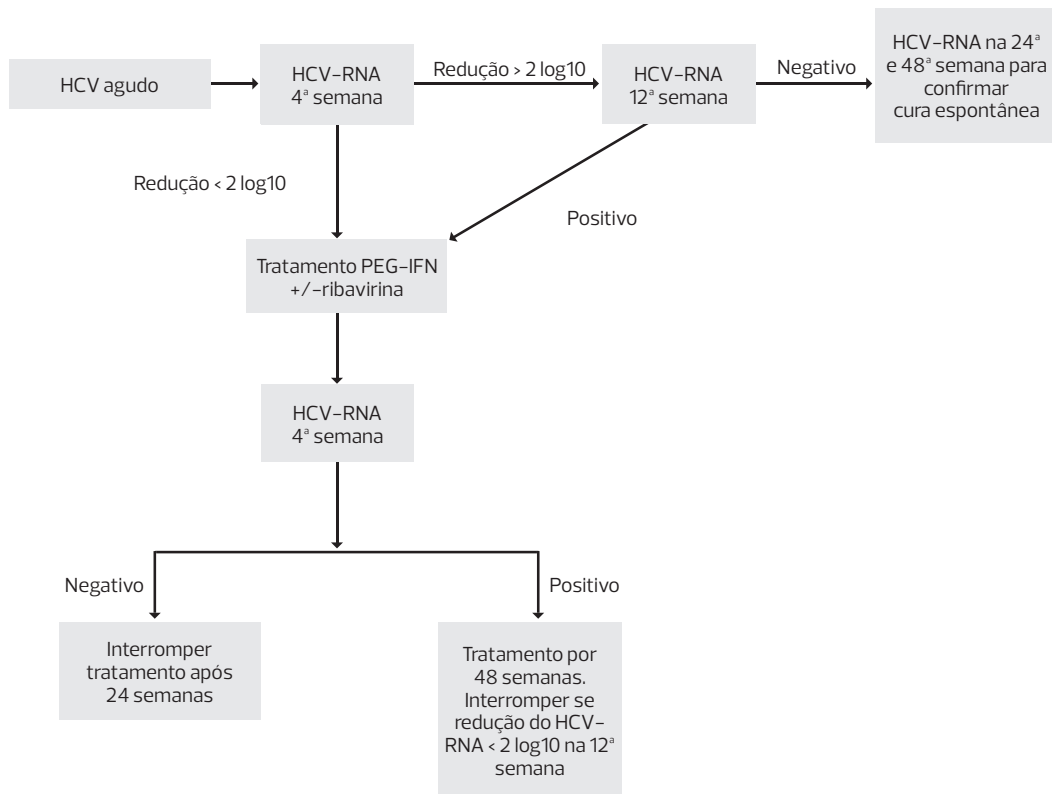 HCV agudo
HCV-RNA
4ª semana
Redução > 2 log10
HCV-RNA
12ª semana
Negativo
HCV-RNA na 24ª
e 48ª semana para
confirmar
cura espontânea
Redução < 2 log10
Positivo
Tratamento PEG-IFN
+/-ribavirina
HCV-RNA
4ª semana
Negativo
Positivo
Interromper
tratamento após
24 semanas
Tratamento por
48 semanas.
Interromper se
redução do HCV-
RNA < 2 log10 na 12ª
semana